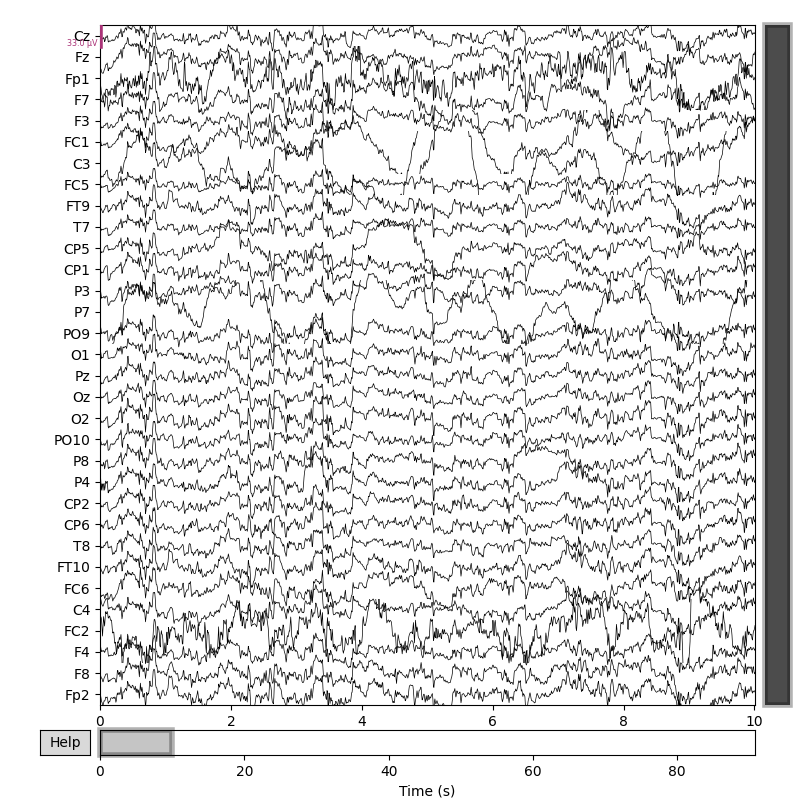 Cz
33.0 µV
Fz
Fp1
F7
F3
FC1
C3
FC5
FT9
T7
CP5
CP1
P3
P7
PO9
O1
Pz
Oz
O2
PO10
P8
P4
CP2
CP6
T8
FT10
FC6
C4
FC2
F4
F8
Fp2
0 2 4 6 8 10
Help
0 20 40 60 80
Time (s)